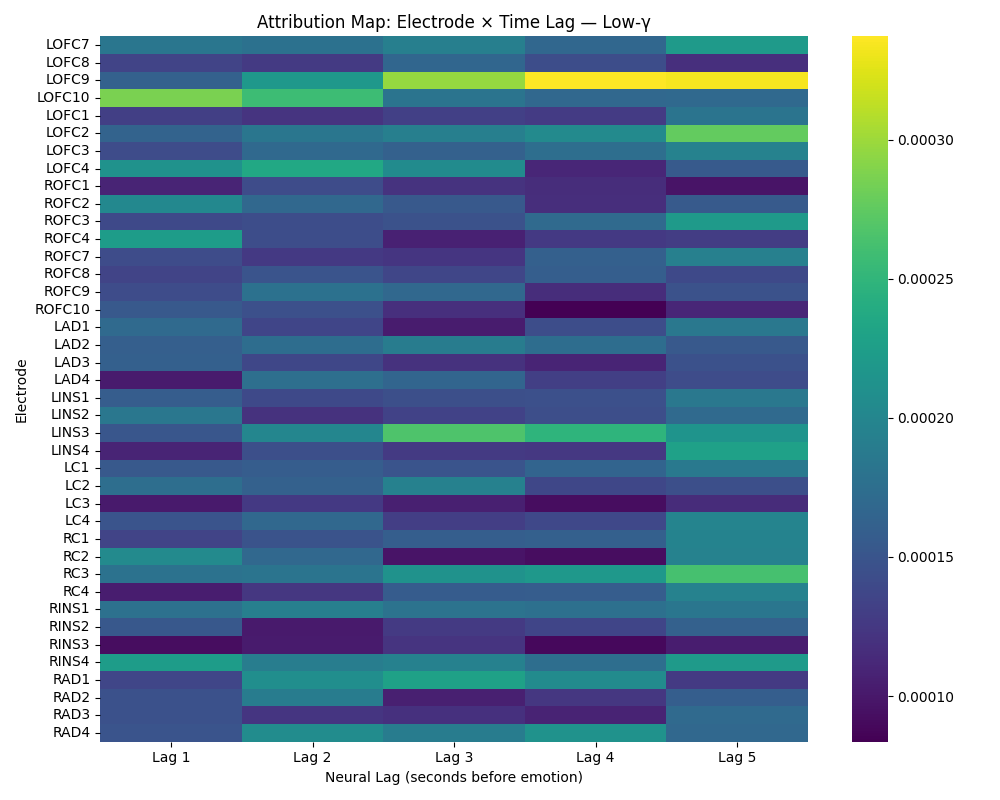 Attribution Map: Electrode × Time Lag — Low-γ
Electrode
LOFC7
LOFC8
LOFC9
LOFC10
LOFC1
LOFC2
LOFC3
LOFC4
ROFC1
ROFC2
ROFC3
ROFC4
ROFC7
ROFC8
ROFC9
ROFC10
LAD1
LAD2
LAD3
LAD4
LINS1
LINS2
LINS3
LINS4
LC1
LC2
LC3
LC4
RC1
RC2
RC3
RC4
RINS1
RINS2
RINS3
RINS4
RAD1
RAD2
RAD3
RAD4
Lag 1 Lag 2 Lag 3 Lag 4 Lag 5
Neural Lag (seconds before emotion)
0.00030
0.00025
0.00020
0.00015
0.00010